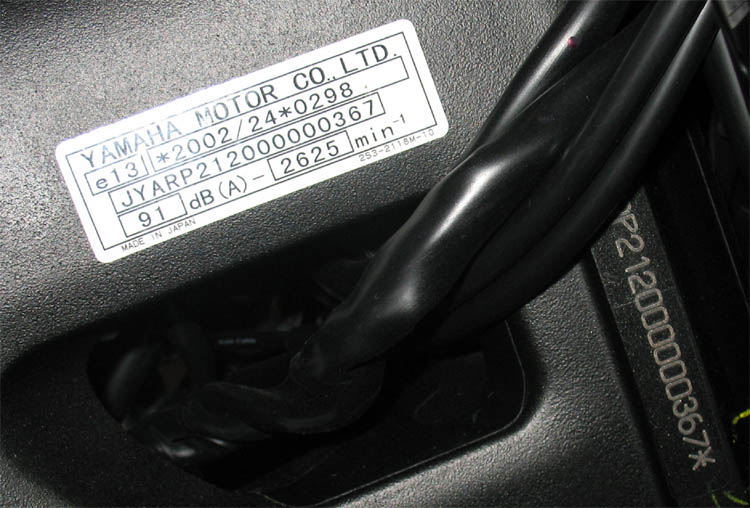 YAMAHA MOTOR CO.,LTD.
e13 *2002/24*0298
JYARP212000000367
91 dB(A)- 2625 min-1
MADE IN JAPAN 2S3-2118M-10
P212000000367*